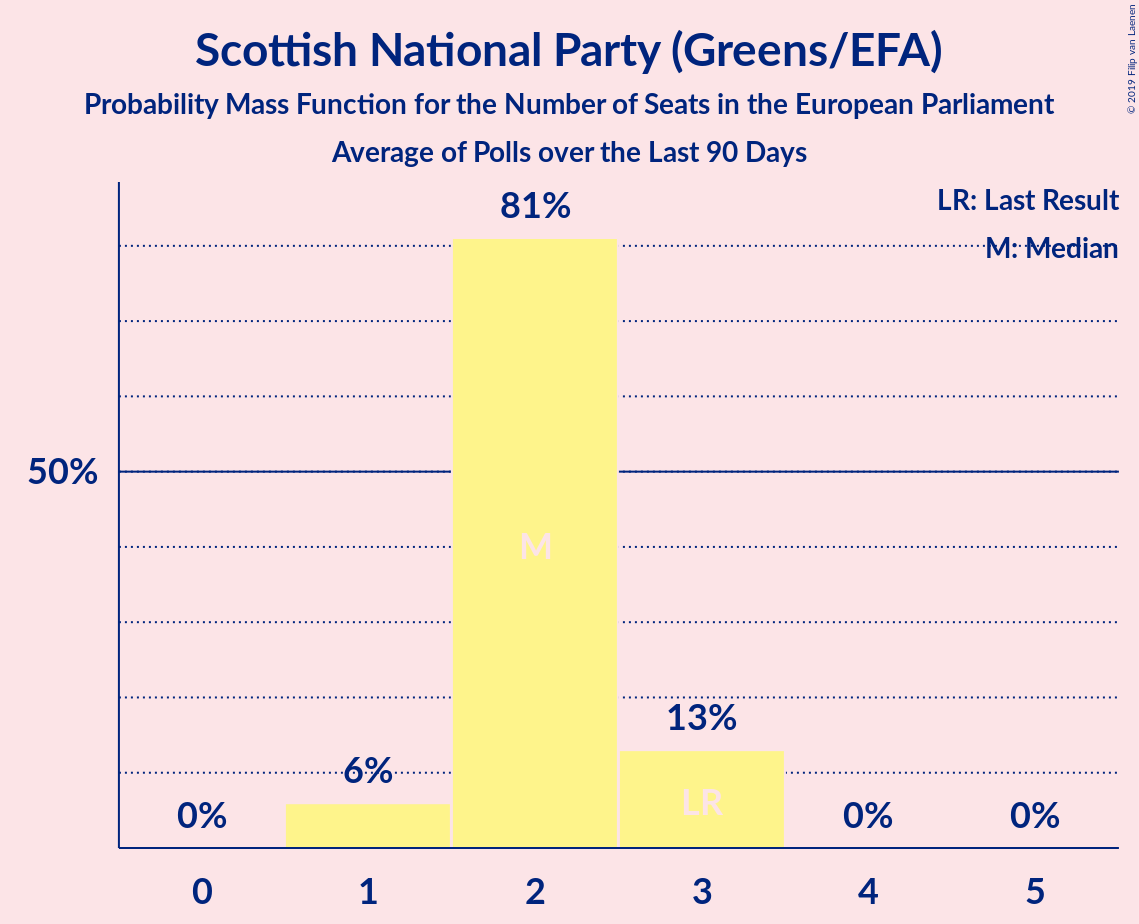 Scottish National Party (Greens/EFA)
Probability Mass Function for the Number of Seats in the European Parliament
Average of Polls over the Last 90 Days
© 2019 Filip van Laenen
LR: Last Result
M: Median
81%
50%
M
13%
6%
LR
0%
0%
0%
0 1 2 3 4 5